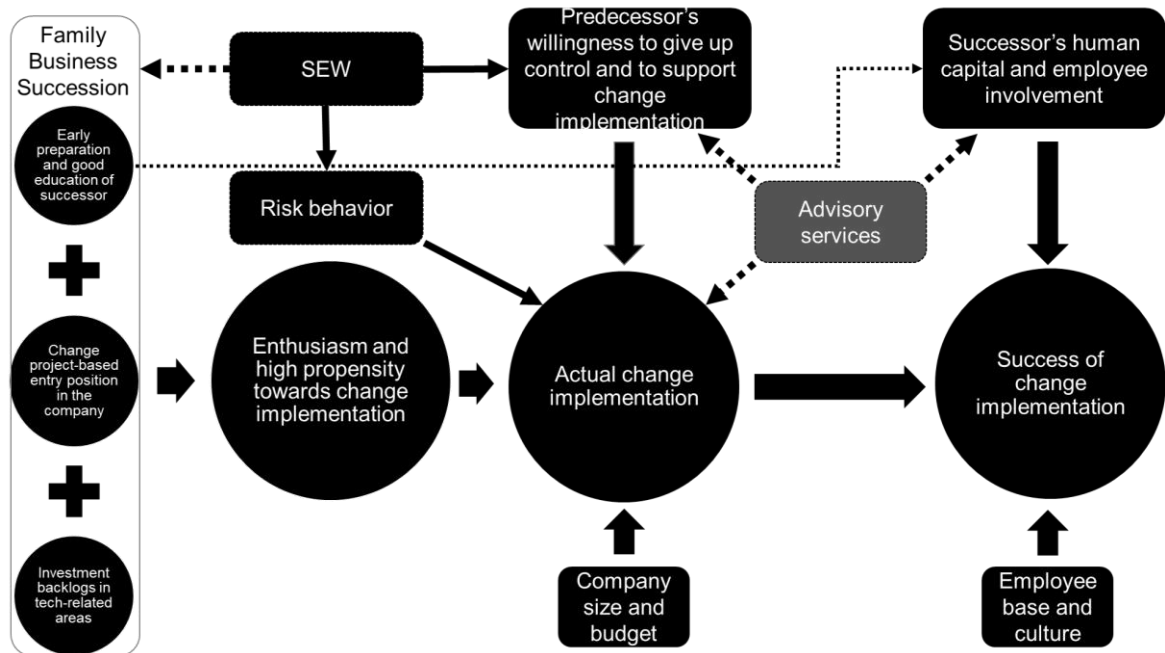 Family
Business
Succession
Early
preparation
and good
education of
successor
Change
project-based
entry position
in the
company
Investment
backlogs in
tech-related
areas
SEW
Risk behavior
Enthusiasm and
high propensity
towards change
implementation
Predecessor's
willingness to give up
control and to support
change
implementation
Actual change
implementation
Company
size and
budget
Advisory
services
Successor's human
capital and employee
involvement
Success of
change
implementation
Employee
base and
culture